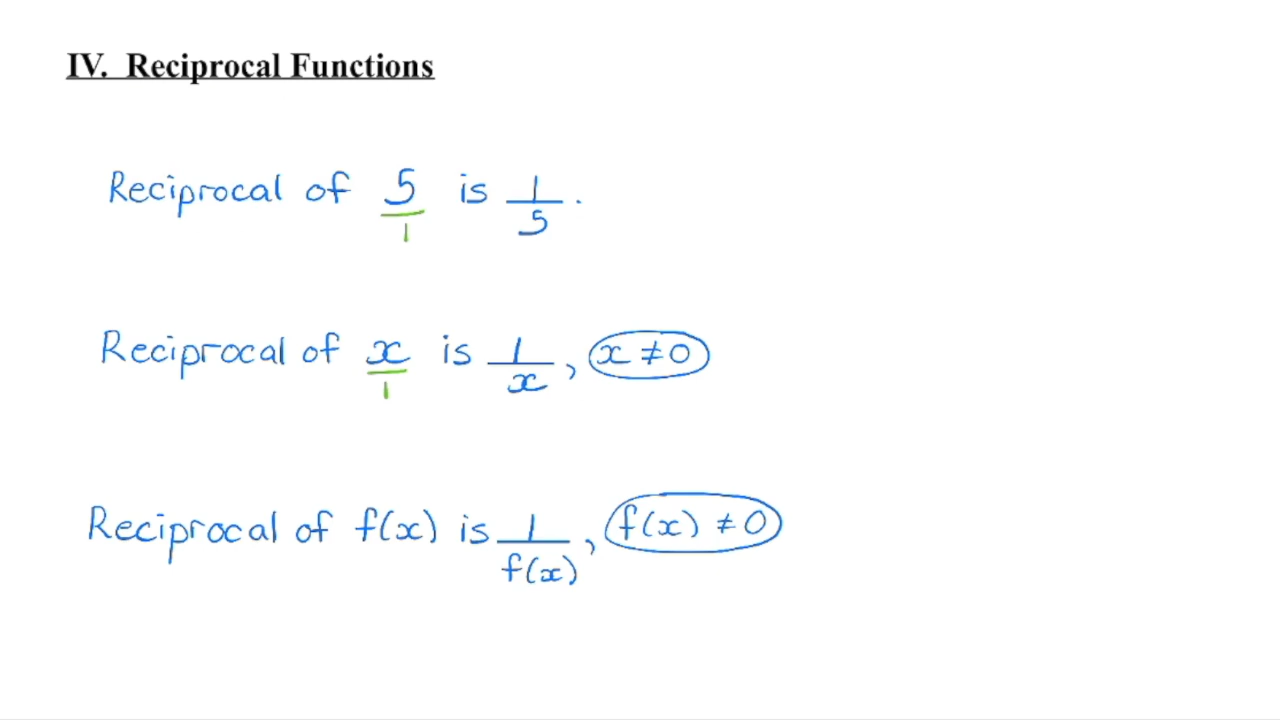 IV. Reciprocal Functions
Reciprocal of 5/1 is 1/5.
Reciprocal of x/1 is 1/x, x ≠ 0
Reciprocal of f(x) is 1/f(x), f(x) ≠ 0